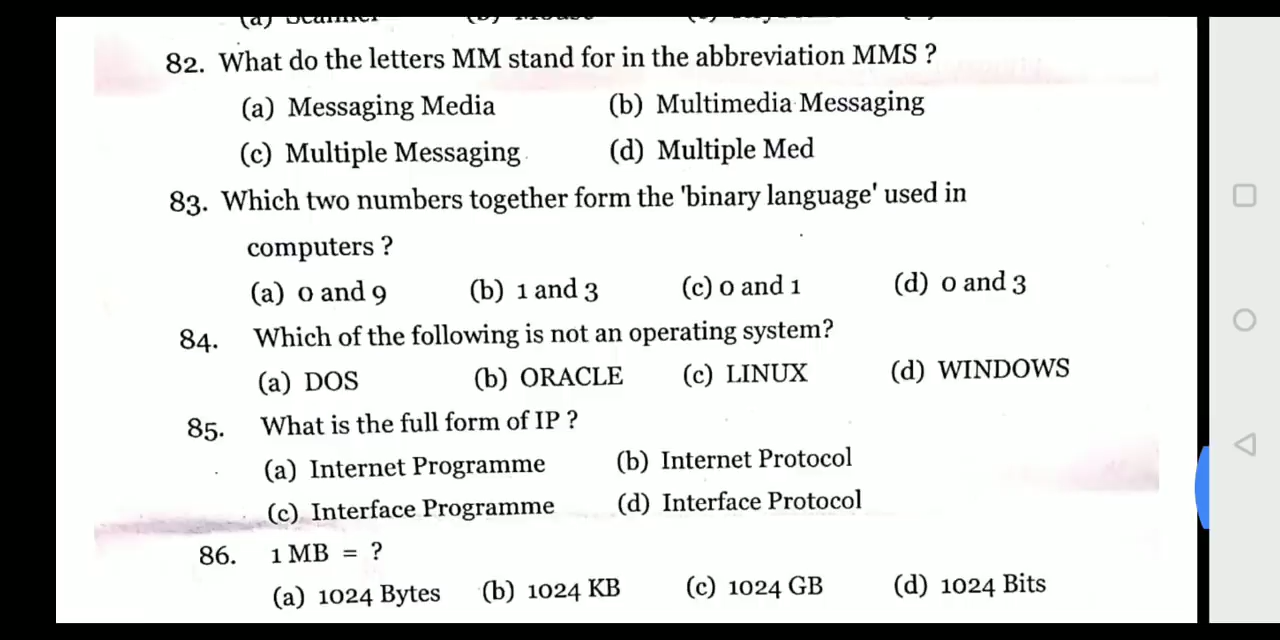 82. What do the letters MM stand for in the abbreviation MMS ?
(a) Messaging Media (b) Multimedia Messaging
(c) Multiple Messaging (d) Multiple Med
83. Which two numbers together form the 'binary language' used in
computers ?
(a) 0 and 9 (b) 1 and 3 (c) 0 and 1 (d) 0 and 3
84. Which of the following is not an operating system?
(a) DOS (b) ORACLE (c) LINUX (d) WINDOWS
85. What is the full form of IP ?
(a) Internet Programme (b) Internet Protocol
(c) Interface Programme (d) Interface Protocol
86. 1 MB = ?
(a) 1024 Bytes (b) 1024 KB (c) 1024 GB (d) 1024 Bits